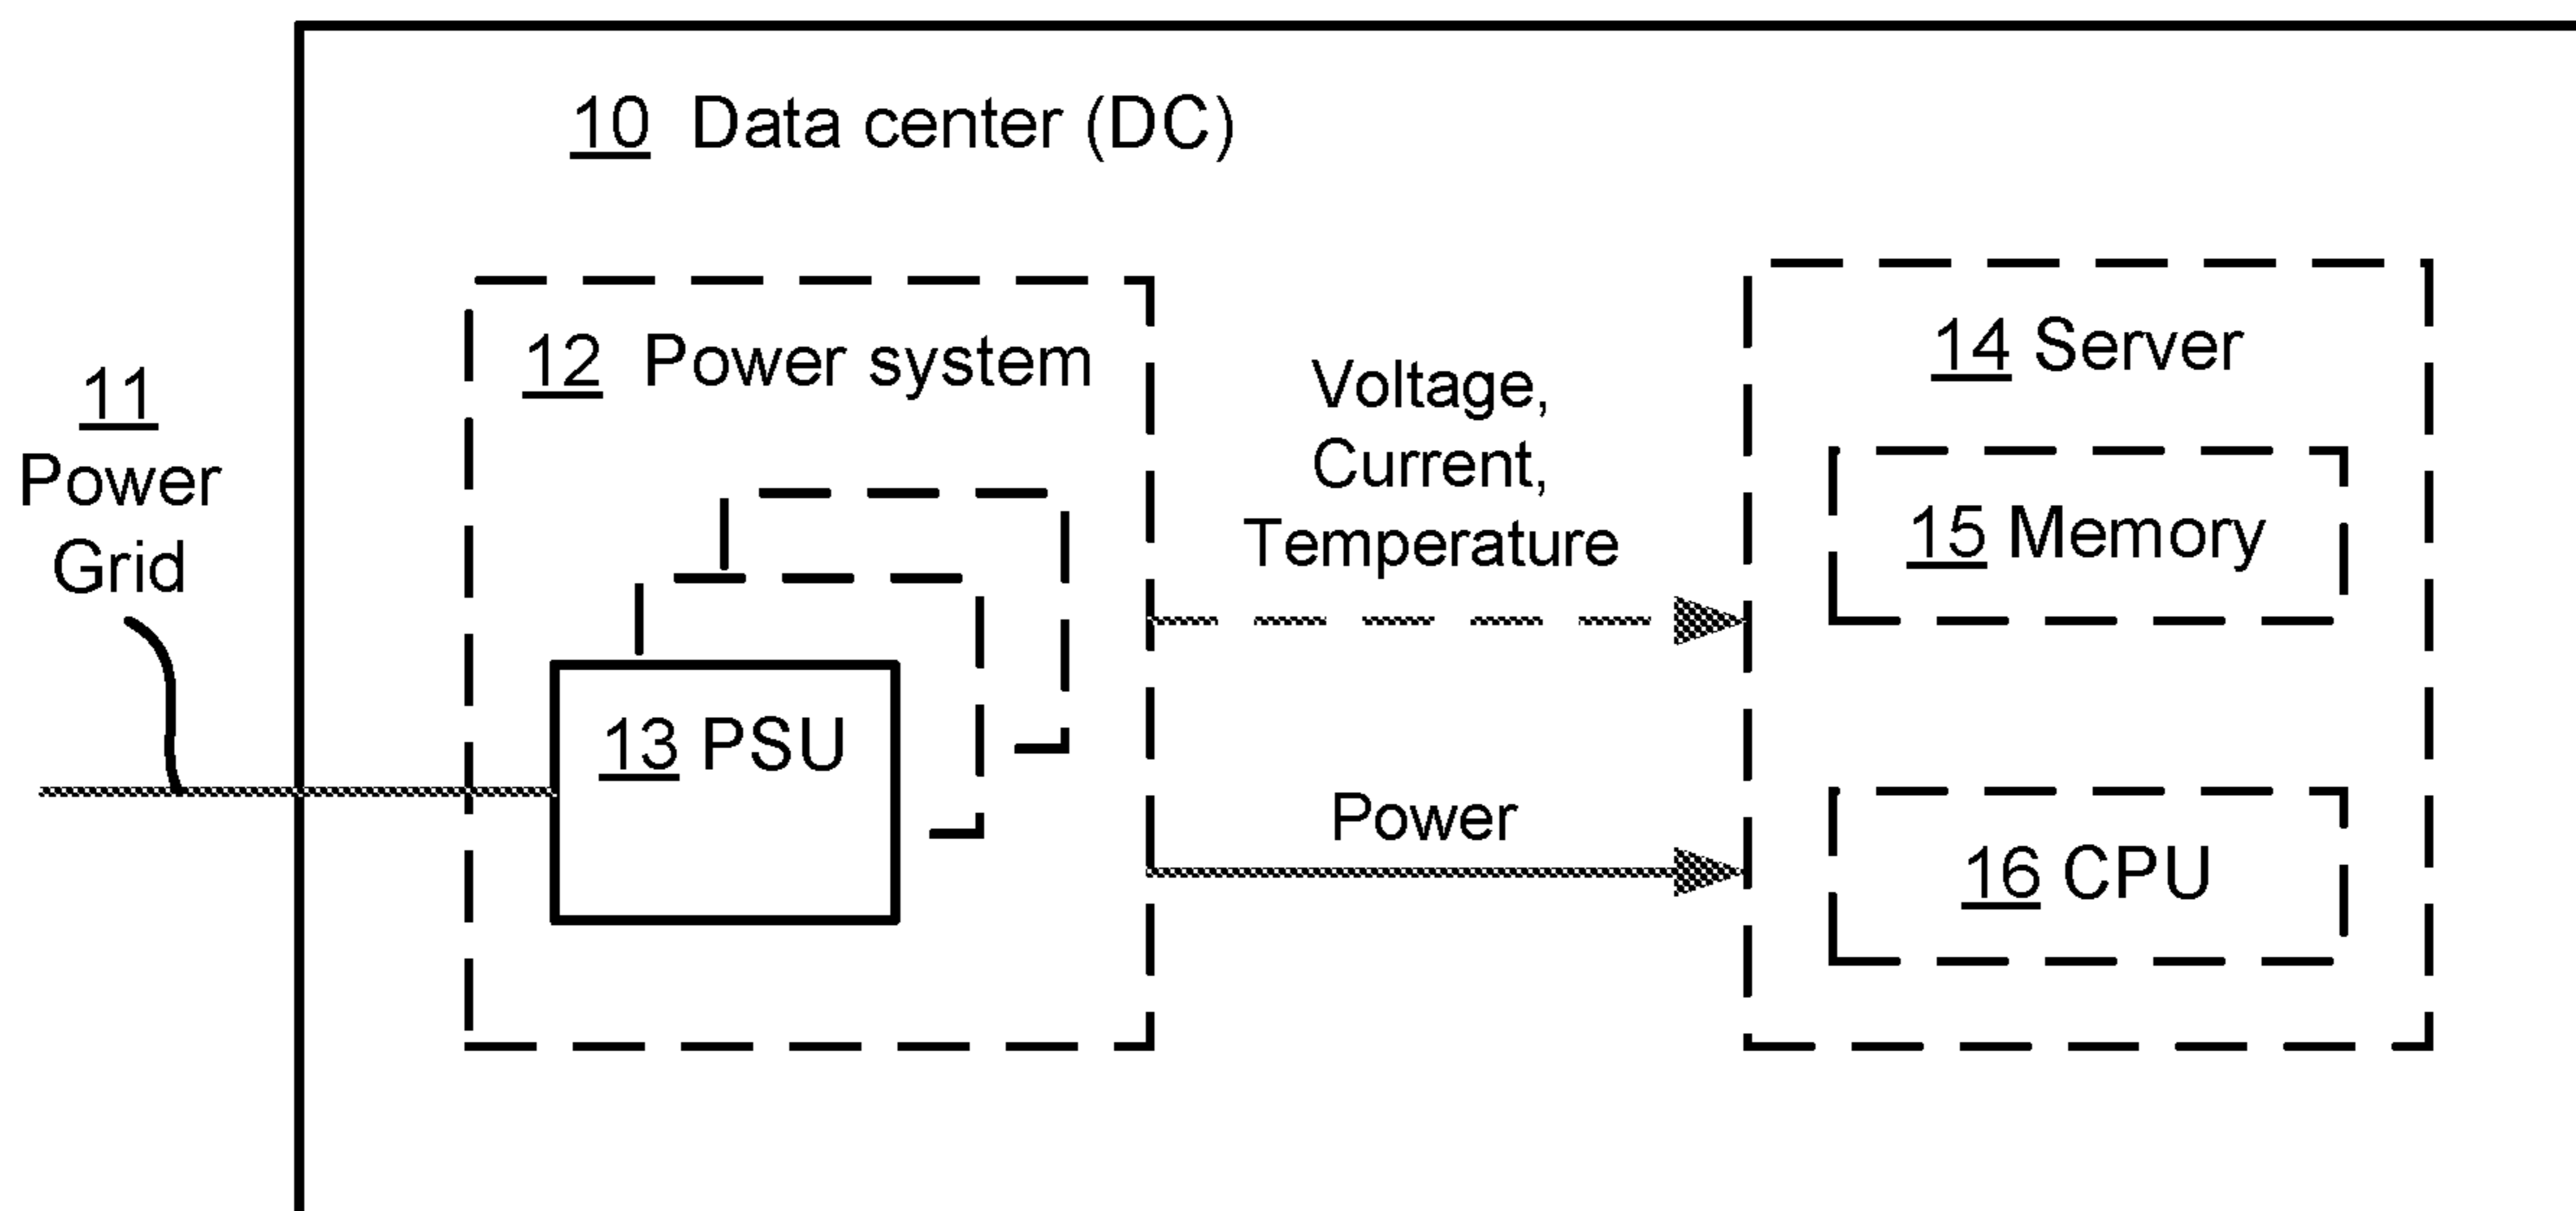 10 Data center (DC)
11
Power
Grid
12 Power system
13 PSU
Voltage,
Current,
Temperature
Power
14 Server
15 Memory
16 CPU